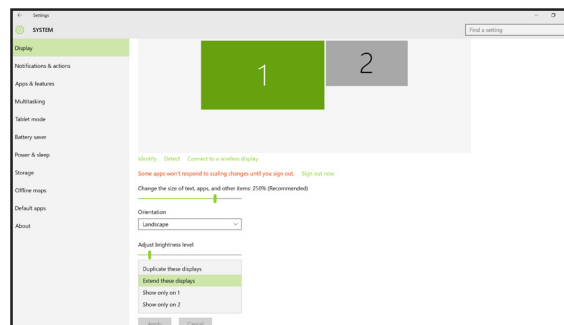 Settings
SYSTEM
Find a setting
Display
Notifications & actions
Apps & features
Multitasking
Tablet mode
Battery saver
Power & sleep
Storage
Offline maps
Default apps
About
1
2
Identify Detect Connect to a wireless display
Some apps won't respond to scaling changes until you sign out. Sign out now
Change the size of text, apps, and other items: 250% (Recommended)
Orientation
Landscape
Adjust brightness level
Duplicate these displays
Extend these displays
Show only on 1
Show only on 2
Apply Cancel